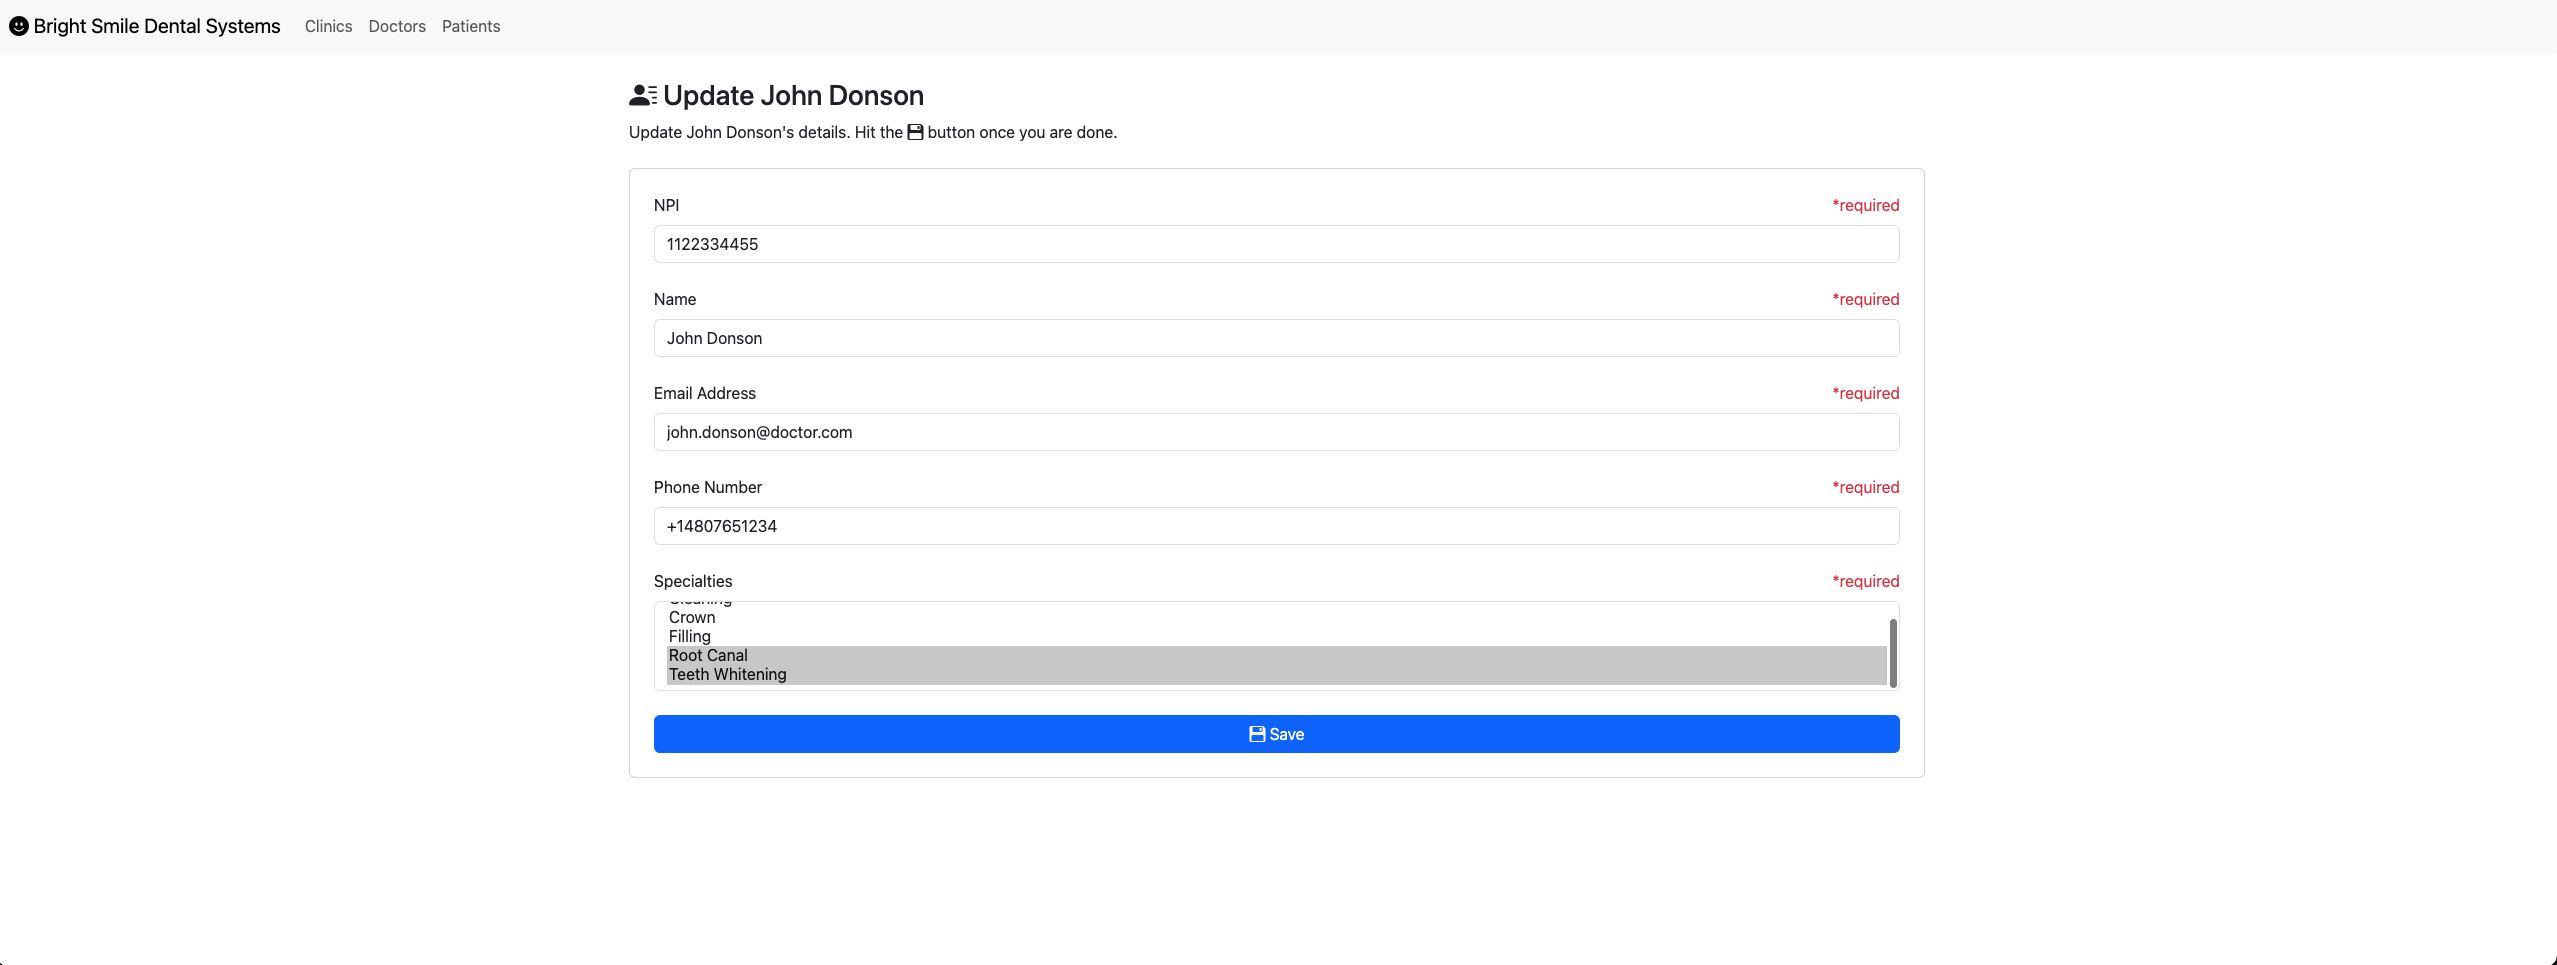 Bright Smile Dental Systems Clinics Doctors Patients
Update John Donson
Update John Donson's details. Hit the button once you are done.
NPI *required
1122334455
Name *required
John Donson
Email Address *required
john.donson@doctor.com
Phone Number *required
+14807651234
Specialties *required
Cleaning
Crown
Filling
Root Canal
Teeth Whitening
Save